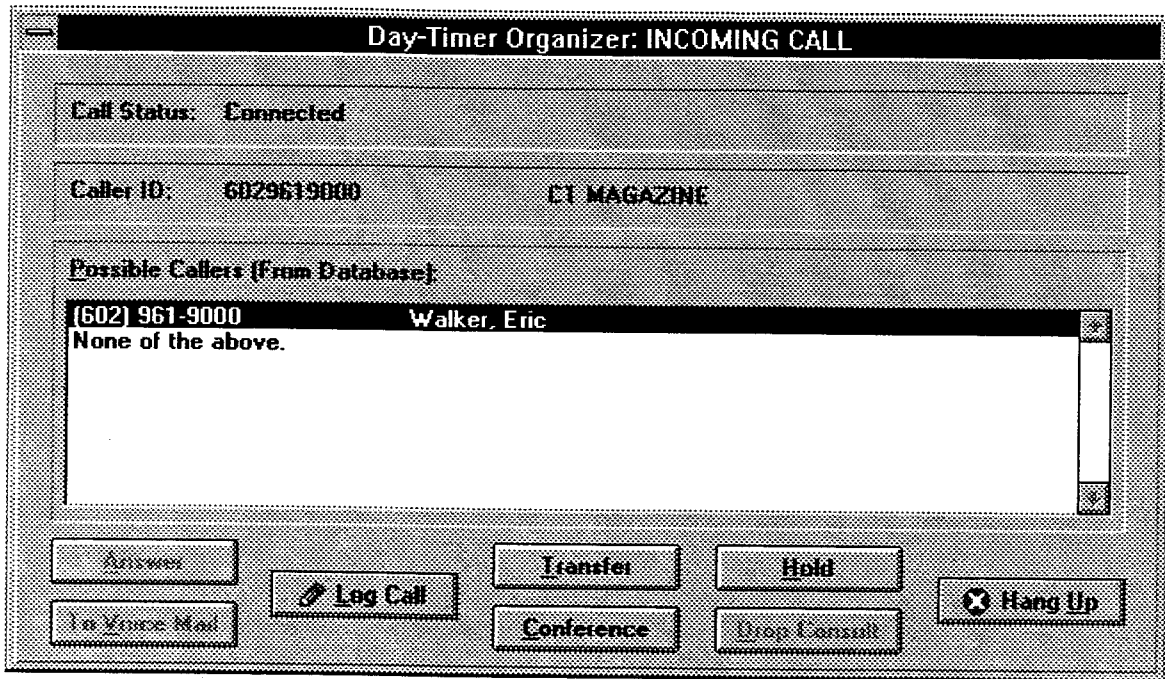 Day-Timer Organizer: INCOMING CALL
Call Status: Connected
Caller ID: 6029619000 CT MAGAZINE
Possible Callers (From Database):
(602) 961-9000 Walker, Eric
None of the above.
Answer Transfer Hold
Log Call Hang Up
To Voice Mail Conference Drop Consult